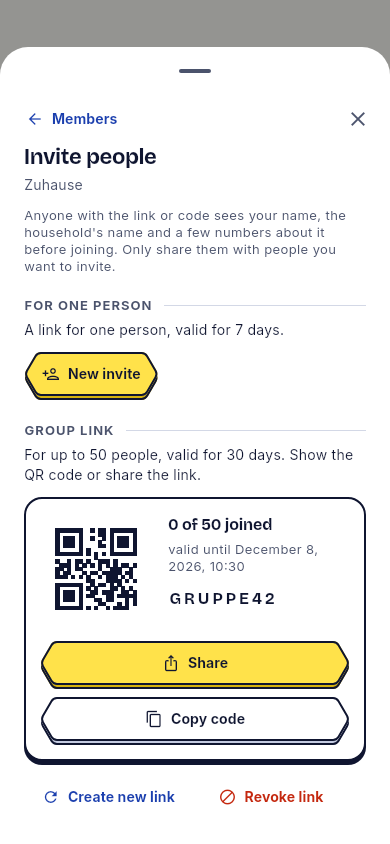 Members
Invite people
Zuhause
Anyone with the link or code sees your name, the
household's name and a few numbers about it
before joining. Only share them with people you
want to invite.
FOR ONE PERSON
A link for one person, valid for 7 days.
New invite
GROUP LINK
For up to 50 people, valid for 30 days. Show the
QR code or share the link.
0 of 50 joined
valid until December 8,
2026, 10:30
GRUPPE42
Share
Copy code
Create new link
Revoke link